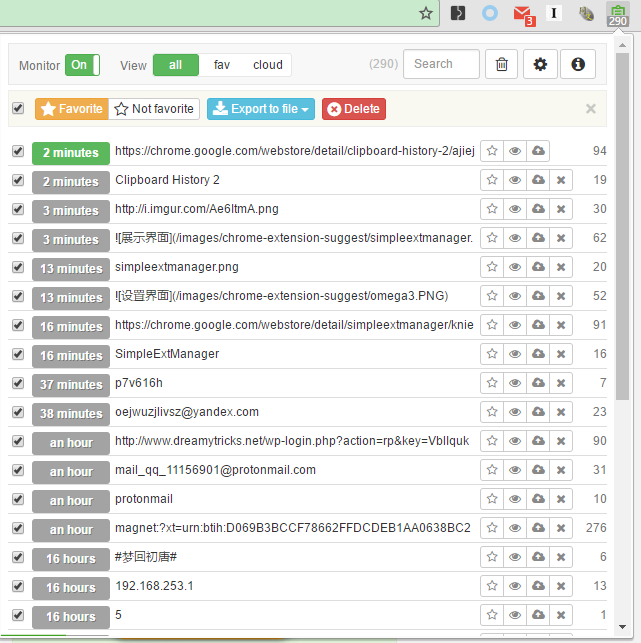 3
290
Monitor On View all fav cloud (290) Search
Favorite Not favorite Export to file Delete
2 minutes https://chrome.google.com/webstore/detail/clipboard-history-2/ajiej 94
2 minutes Clipboard History 2 19
3 minutes http://i.imgur.com/Ae6ltmA.png 30
3 minutes ![展示界面](/images/chrome-extension-suggest/simpleextmanager. 62
13 minutes simpleextmanager.png 20
13 minutes ![设置界面](/images/chrome-extension-suggest/omega3.PNG) 52
16 minutes https://chrome.google.com/webstore/detail/simpleextmanager/knie 91
16 minutes SimpleExtManager 16
37 minutes p7v616h 7
38 minutes oejwuzjlivsz@yandex.com 23
an hour http://www.dreamytricks.net/wp-login.php?action=rp&key=Vbllquk 90
an hour mail_qq_11156901@protonmail.com 31
an hour protonmail 10
an hour magnet:?xt=urn:btih:D069B3BCCF78662FFDCDEB1AA0638BC2 276
16 hours #梦回初唐# 6
16 hours 192.168.253.1 13
16 hours 5 1